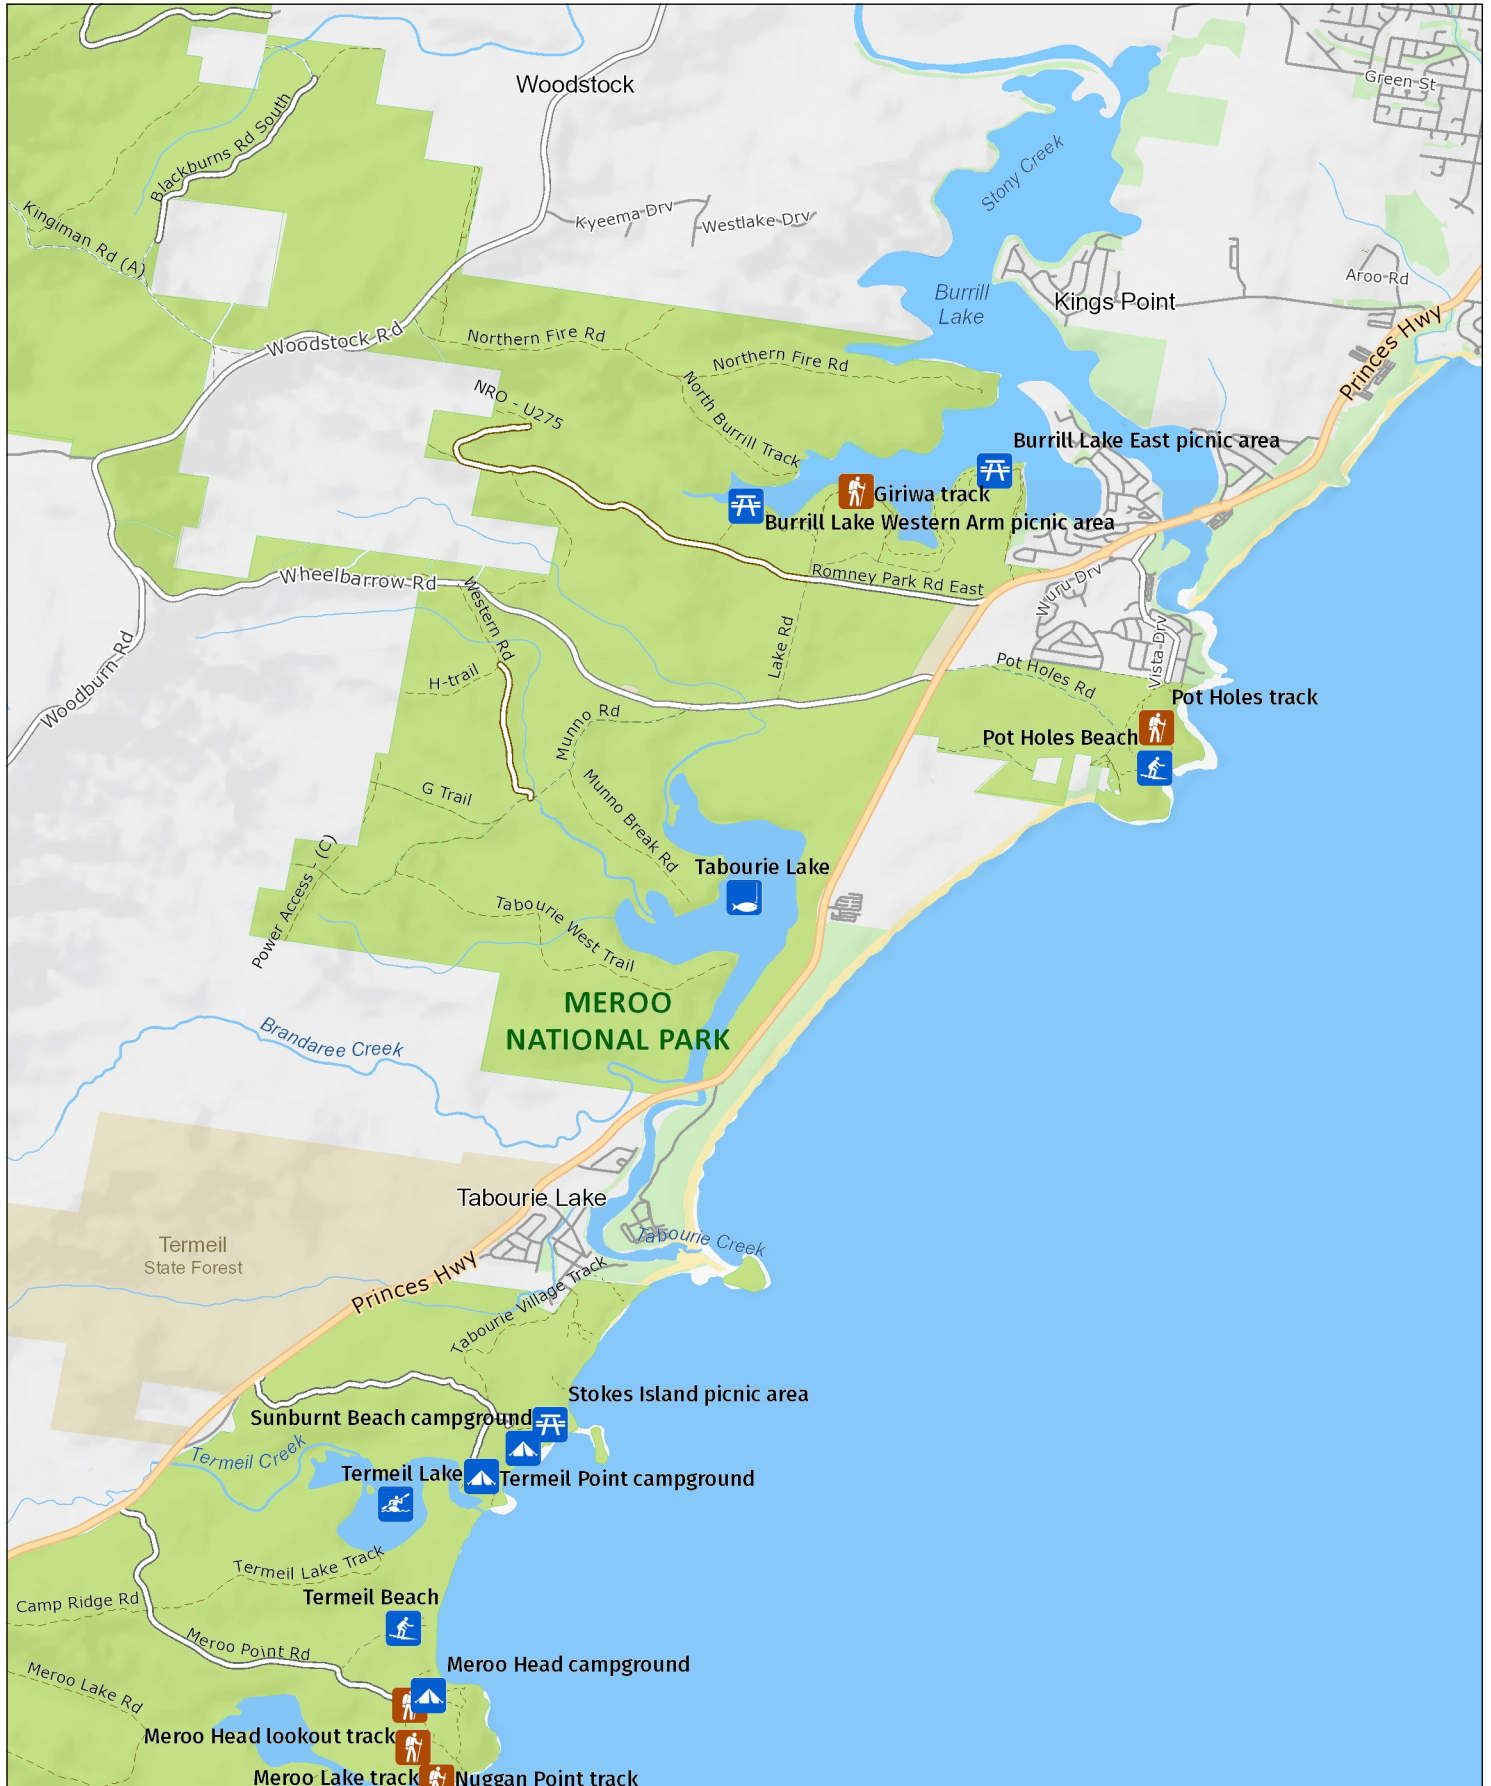 Woodstock
Green St
Blackburns Rd South
Stony Creek
Kingiman Rd (A)
Kyeema Drv
Westlake Drv
Aroo Rd
Burrill
Lake
Kings Point
Princes Hwy
Woodstock Rd
Northern Fire Rd
Northern Fire Rd
NRO - U275
North Burrill Track
Burrill Lake East picnic area
Giriwa track
Burrill Lake Western Arm picnic area
Wheelbarrow Rd
Romney Park Rd East
Wuru Drv
Western Rd
Woodburn Rd
Lake Rd
Vista Drv
H-trail
Pot Holes Rd
Pot Holes track
Munno Rd
Pot Holes Beach
G Trail
Munno Break Rd
Tabourie Lake
Power Access - (C)
Tabourie West Trail
MEROO
NATIONAL PARK
Brandaree Creek
Tabourie Lake
Termeil
State Forest
Tabourie Creek
Princes Hwy
Tabourie Village Track
Stokes Island picnic area
Sunburnt Beach campground
Termeil Creek
Termeil Lake
Termeil Point campground
Termeil Lake Track
Camp Ridge Rd
Termeil Beach
Meroo Point Rd
Meroo Lake Rd
Meroo Head campground
Meroo Head lookout track
Meroo Lake track
Nuggan Point track